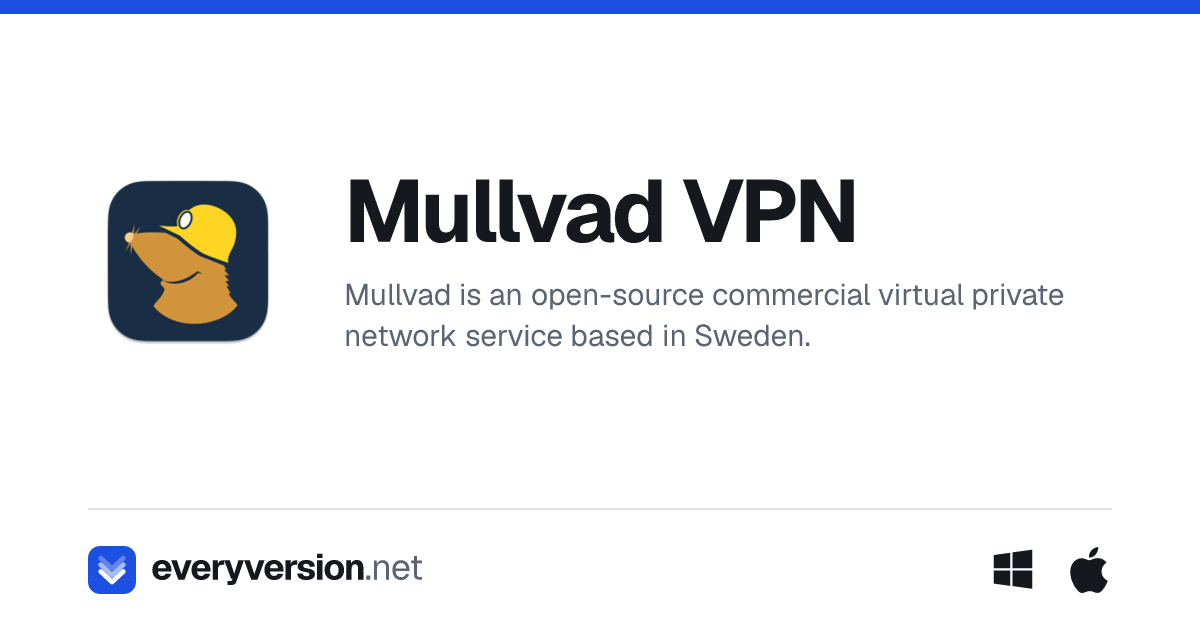 Mullvad VPN
Mullvad is an open-source commercial virtual private
network service based in Sweden.
everyversion.net